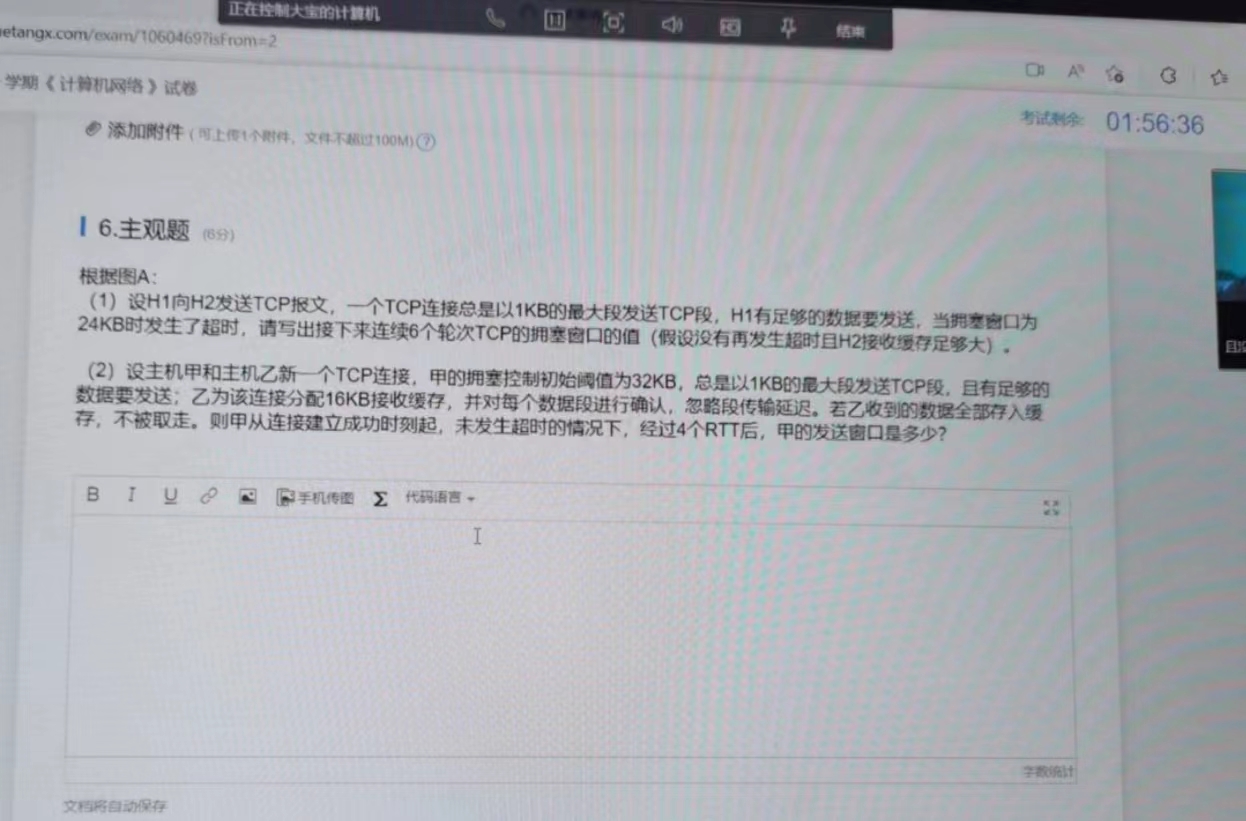 正在控制大宝的计算机
结束
etangx.com/exam/1060469?isFrom=2
学期《计算机网络》试卷
考试剩余 01:56:36
添加附件(可上传1个附件，文件不超过100M)?
6.主观题 (6分)
根据图A：
（1）设H1向H2发送TCP报文，一个TCP连接总是以1KB的最大段发送TCP段，H1有足够的数据要发送，当拥塞窗口为
24KB时发生了超时，请写出接下来连续6个轮次TCP的拥塞窗口的值（假设没有再发生超时且H2接收缓存足够大）。
（2）设主机甲和主机乙新一个TCP连接，甲的拥塞控制初始阈值为32KB，总是以1KB的最大段发送TCP段，且有足够的
数据要发送；乙为该连接分配16KB接收缓存，并对每个数据段进行确认，忽略段传输延迟。若乙收到的数据全部存入缓
存，不被取走。则甲从连接建立成功时刻起，未发生超时的情况下，经过4个RTT后，甲的发送窗口是多少？
B I U 手机传图 Σ 代码语言
字数统计
文档将自动保存